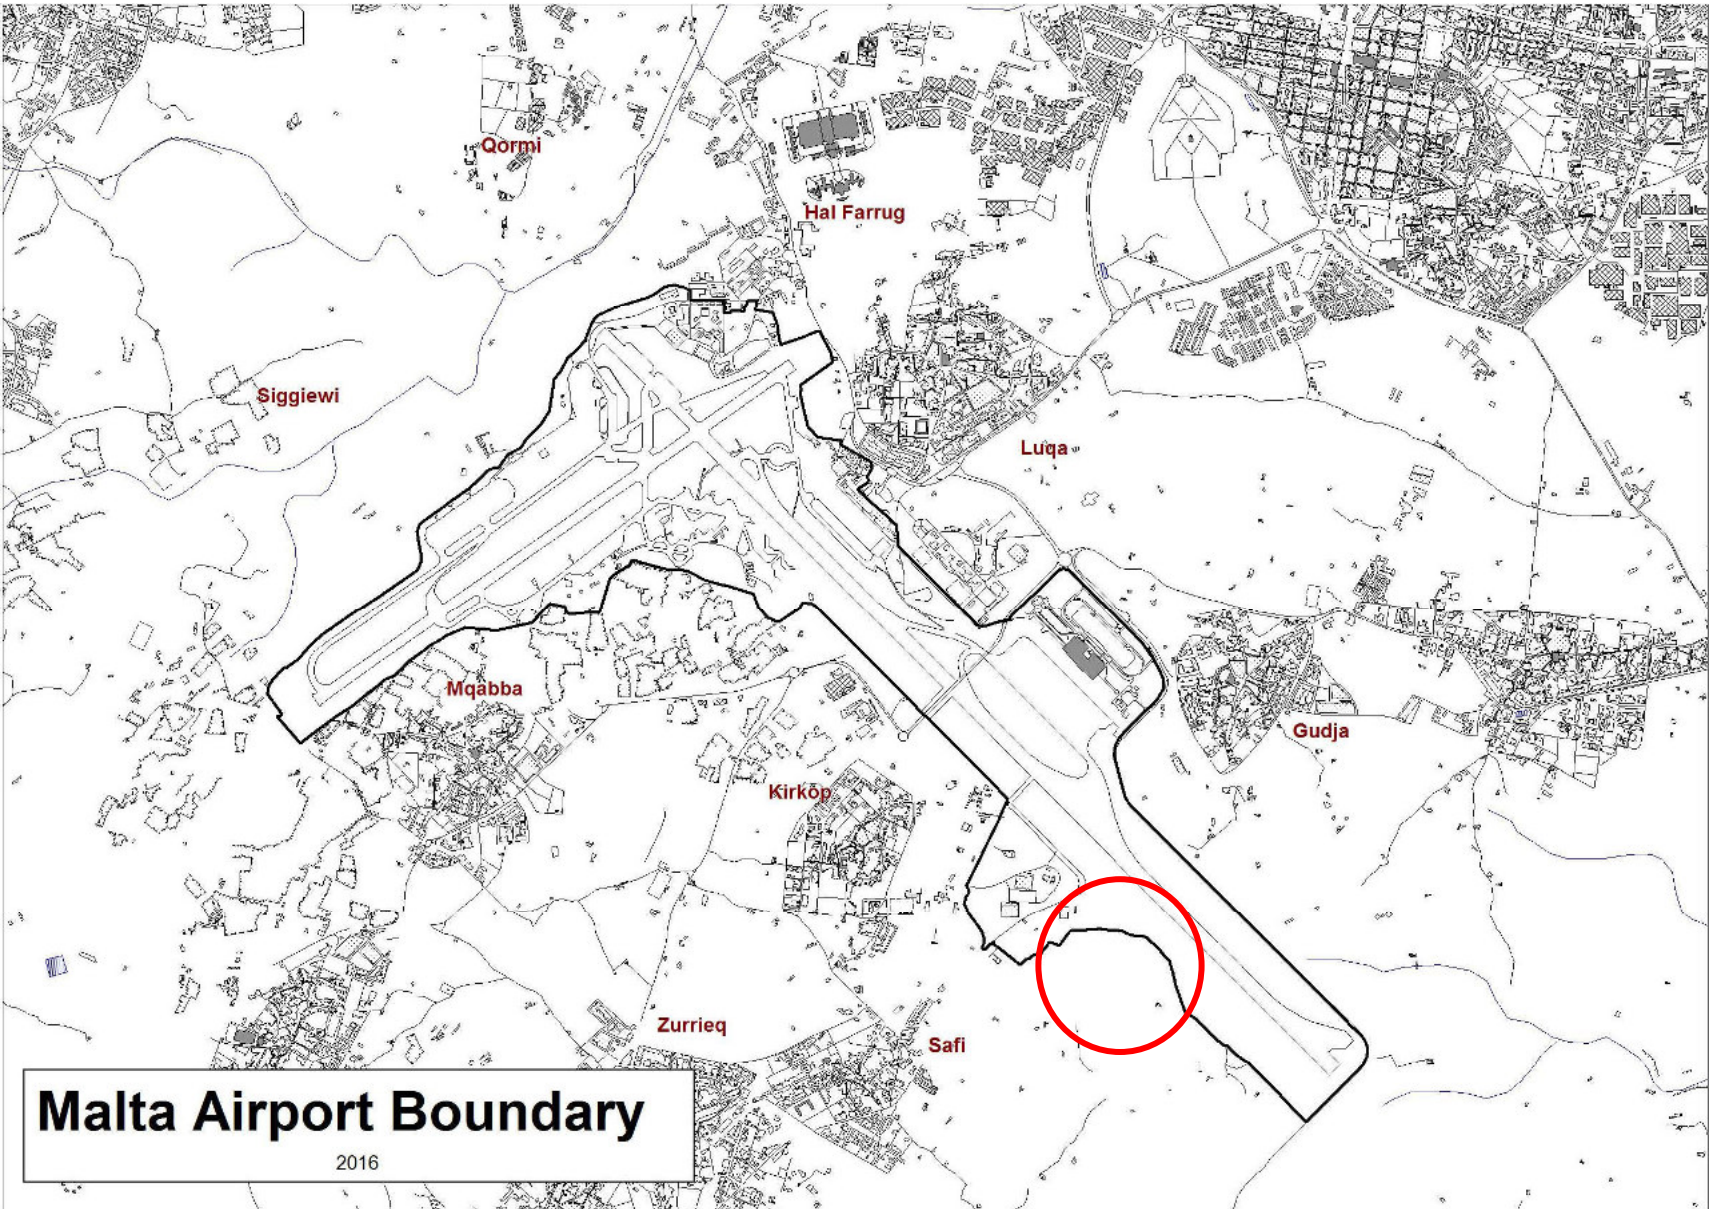 Qormi
Hal Farrug
Siggiewi
Luqa
Mqabba
Gudja
Kirkop
Zurrieq
Safi
Malta Airport Boundary
2016